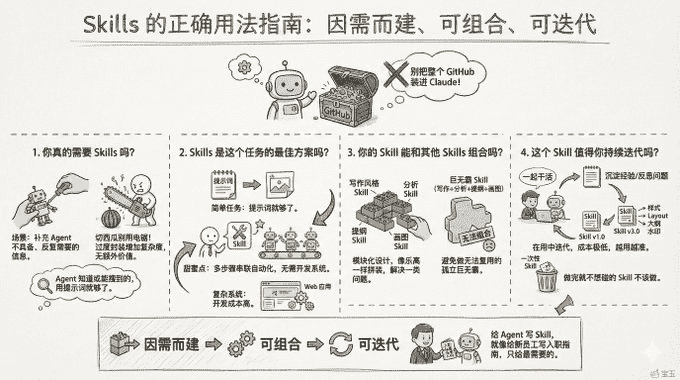 Skills 的正确用法指南：因需而建、可组合、可迭代
别把整个 GitHub
装进 Claude！
GitHub
1. 你真的需要 Skills 吗？
场景：补充 Agent
不具备、反复需要的
信息。
切西瓜别用电锯！
过度封装增加复杂度，
无额外价值。
Agent 知道或能搜到的，
用提示词就够了。
2. Skills 是这个任务的最佳方案吗？
提示词
简单任务：提示词就够了。
Skill
甜蜜点：多步骤串联自动化，无需开发系统。
复杂系统：
开发成本高。
Web 应用
3. 你的 Skill 能和其他 Skills 组合吗？
写作风格
Skill
分析
Skill
提纲
Skill
画图
Skill
模块化设计，像乐高
一样拼装，解决一类
问题。
巨无霸 Skill
(写作+分析+提纲+画图)
无法组合
避免做无法复用的
孤立巨无霸。
4. 这个 Skill 值得你持续迭代吗？
一起干活
沉淀经验/反思问题
Skill
Skill v1.0
Skill
Skill v3.0
样式
Layout
大纲
水印
在用中迭代，成本极低，越用越准。
一次性
Skill
做完就不想碰的 Skill 不该做。
因需而建
可组合
可迭代
给 Agent 写 Skill，
就像给新员工写入职指
南，只给最需要的。
宝玉